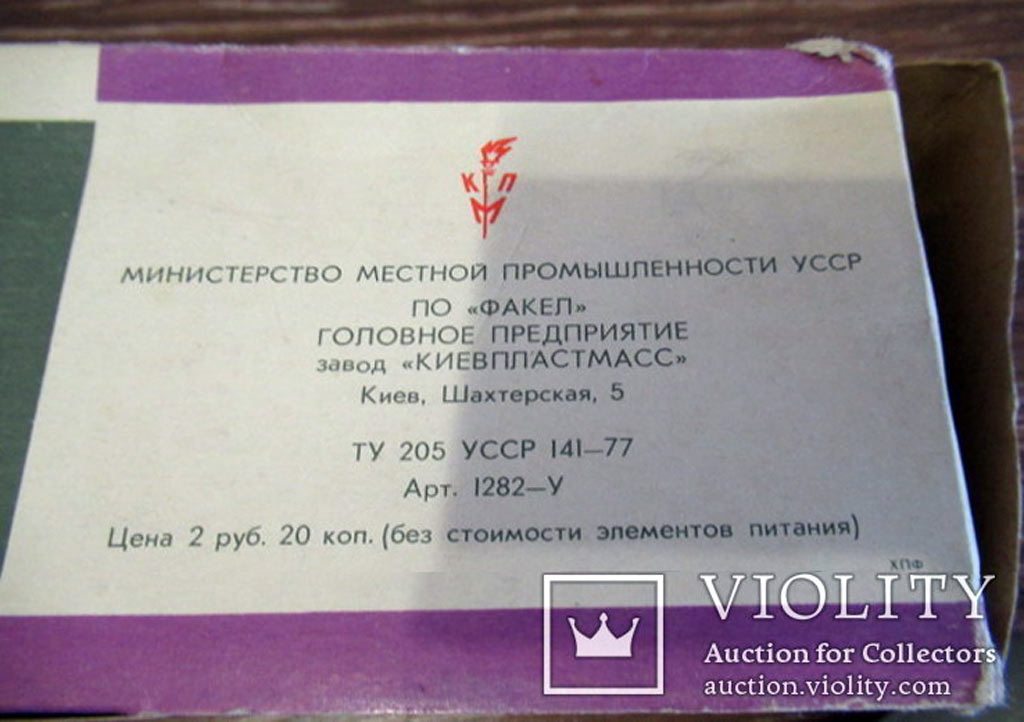 К П
М
МИНИСТЕРСТВО МЕСТНОЙ ПРОМЫШЛЕННОСТИ УССР
ПО «ФАКЕЛ»
ГОЛОВНОЕ ПРЕДПРИЯТИЕ
завод «КИЕВПЛАСТМАСС»
Киев, Шахтерская, 5
ТУ 205 УССР 141—77
Арт. 1282—У
Цена 2 руб. 20 коп. (без стоимости элементов питания)
ХПФ
VIOLITY
Auction for Collectors
auction.violity.com